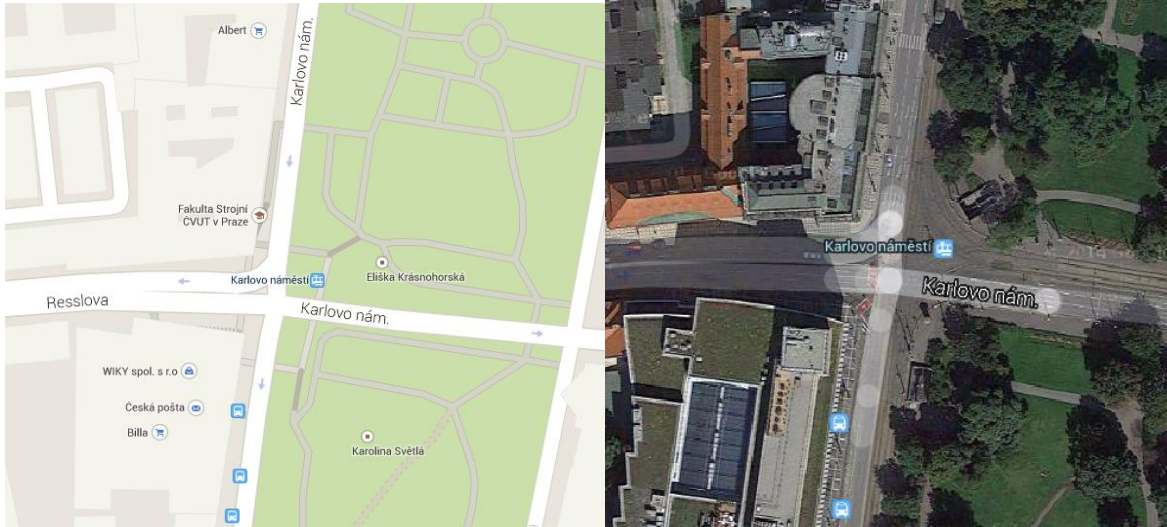 Albert
Karlovo nám.
Fakulta Strojní
ČVUT v Praze
Eliška Krásnohorská
Karlovo náměstí
Resslova
Karlovo nám.
WIKY spol. s r.o
Česká pošta
Billa
Karolina Světlá
Karlovo náměstí
Karlovo nám.